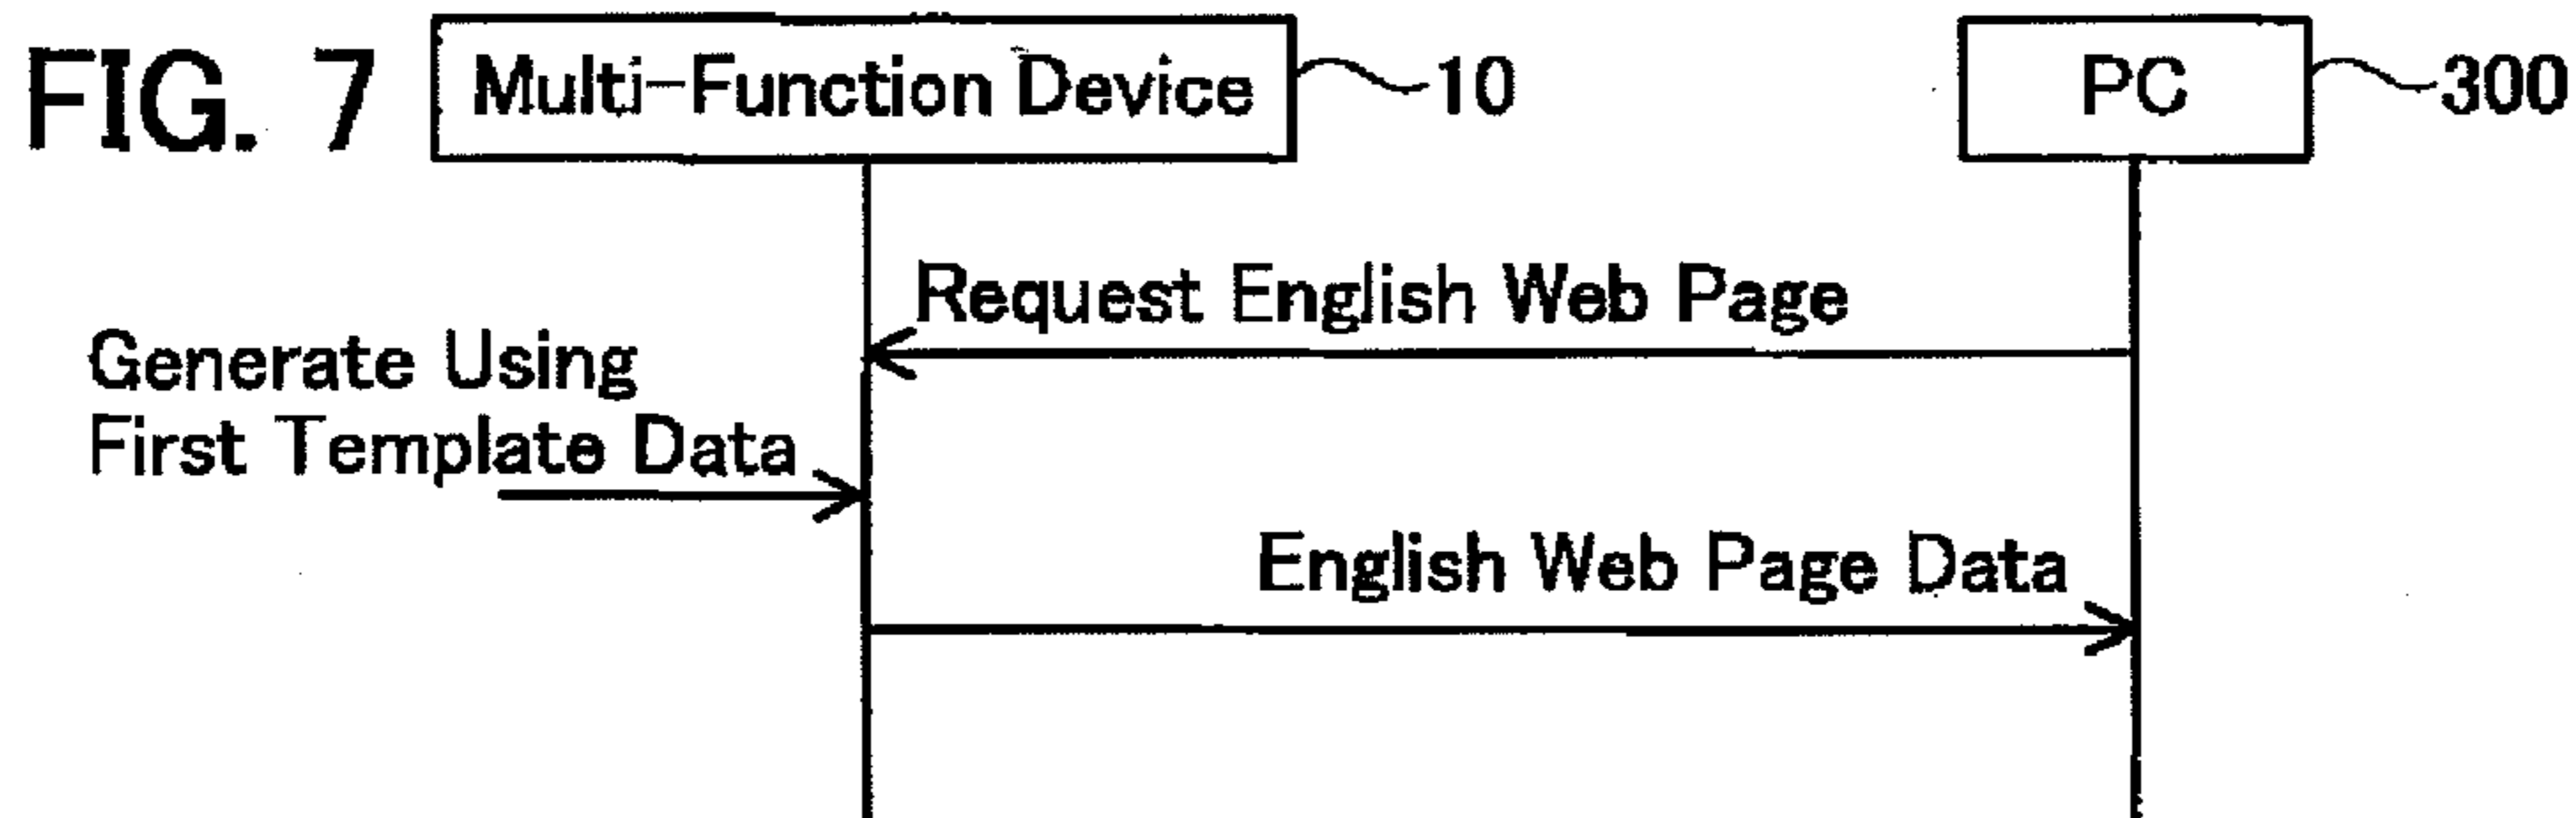 FIG. 7
Multi-Function Device
10
PC
300
Request English Web Page
Generate Using
First Template Data
English Web Page Data